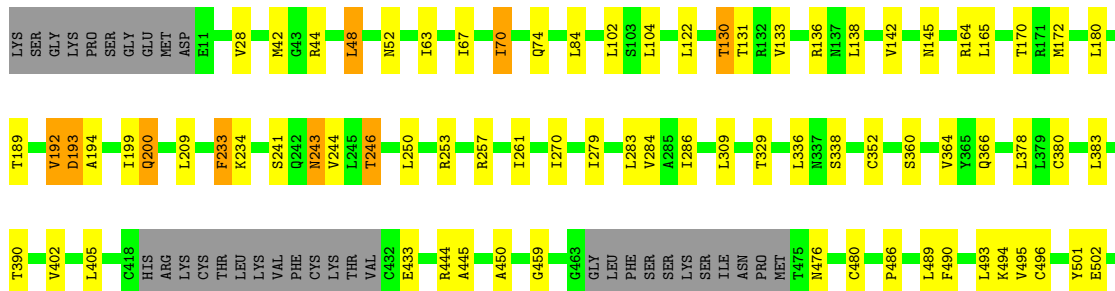 LYS SER GLY LYS PRO SER GLY GLU MET ASP E11 V28 M42 G43 R44 L48 N52 I63 I67 I70 Q74 L84 L102 S103 L104 L122 T130 T131 R132 V133 R136 N137 L138 V142 N145 R164 L165 T170 R171 M172 L180
T189 V192 D193 A194 I199 Q200 L209 F233 K234 S241 Q242 N243 V244 L245 T246 L250 R253 R257 I261 I270 I279 L283 V284 A285 I286 L309 T329 L336 N337 S338 C352 S360 V364 Y365 Q366 L378 L379 C380 L383
T390 V402 L405 C418 HIS ARG LYS CYS THR LEU LYS VAL PHE CYS LYS THR VAL C432 E433 R444 A445 A450 G459 G463 GLY LEU PHE SER SER LYS SER ILE ASN PRO MET T475 N476 C480 P486 L489 F490 L493 K494 V495 C496 Y501 E502